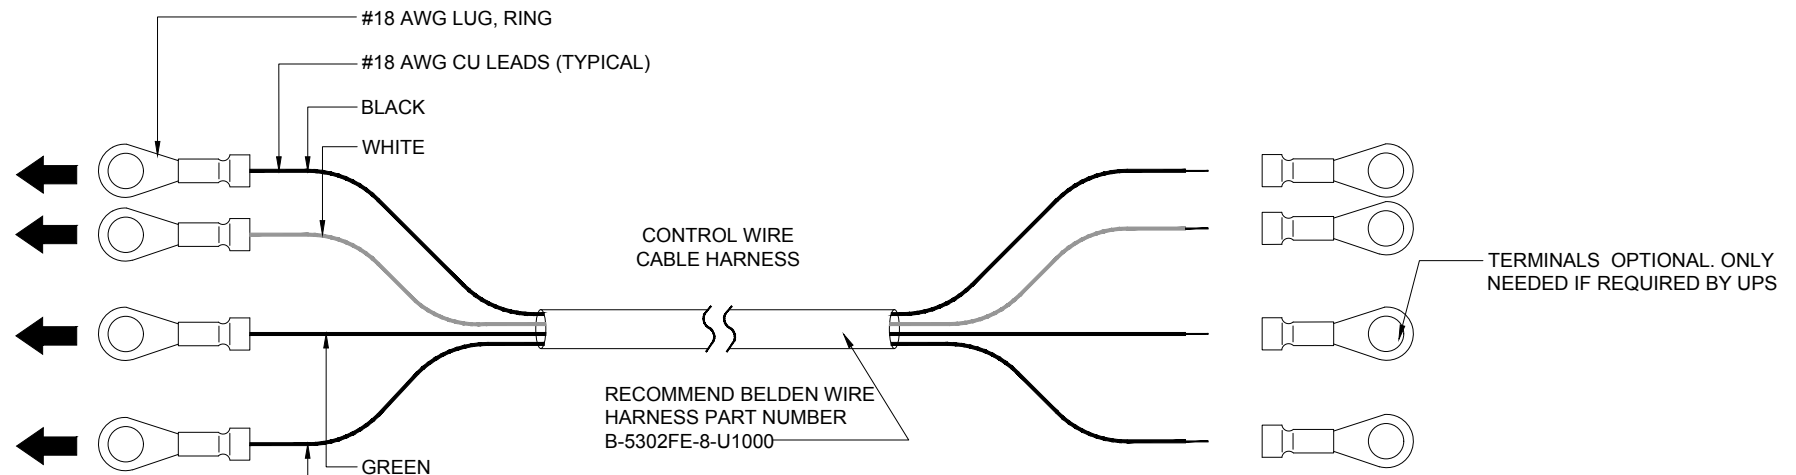 #18 AWG LUG, RING
#18 AWG CU LEADS (TYPICAL)
BLACK
WHITE
CONTROL WIRE
CABLE HARNESS
TERMINALS OPTIONAL. ONLY
NEEDED IF REQUIRED BY UPS
RECOMMEND BELDEN WIRE
HARNESS PART NUMBER
B-5302FE-8-U1000
GREEN